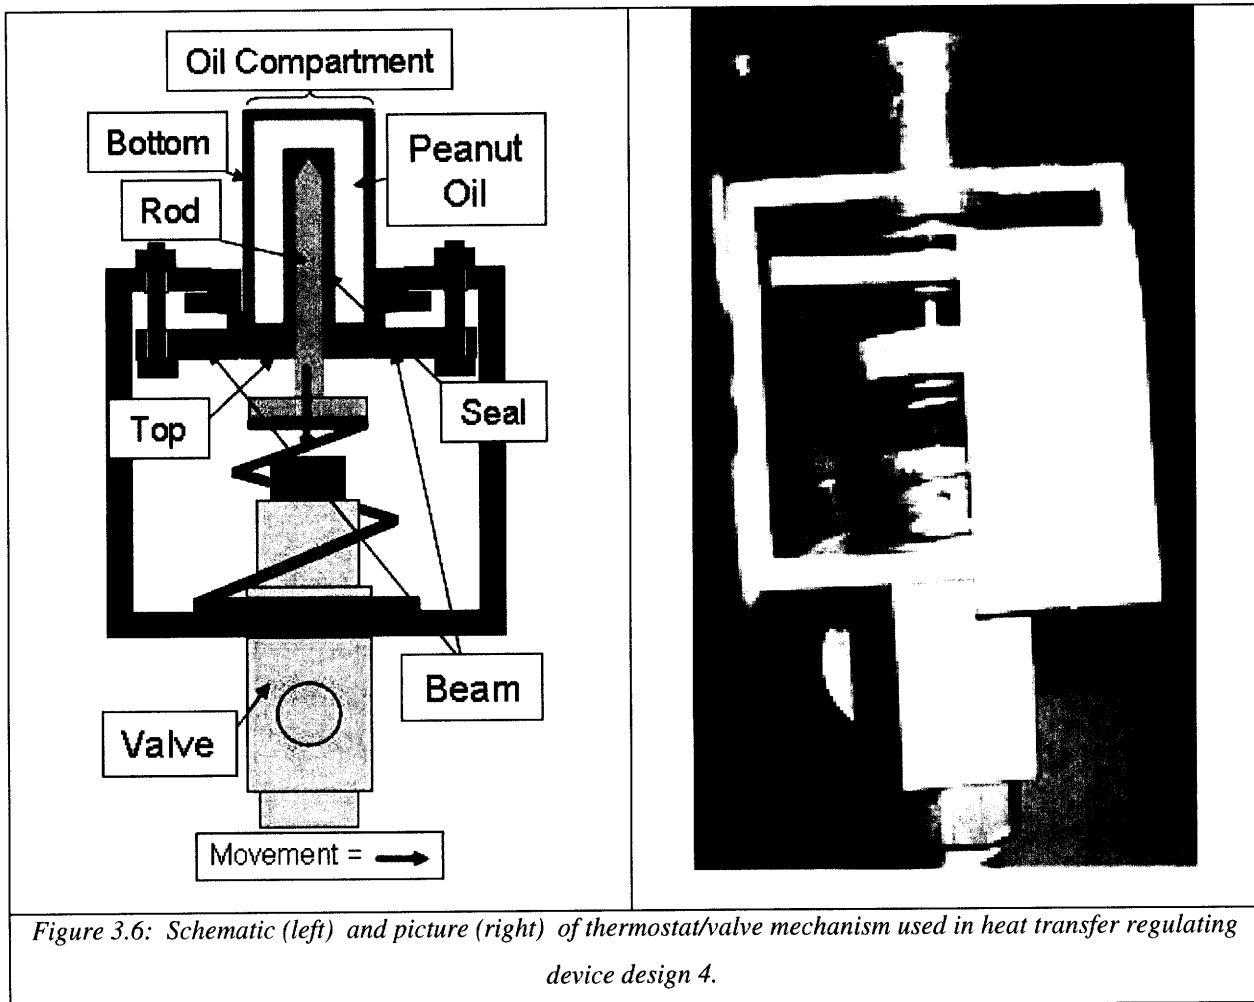 Oil Compartment
Bottom
Peanut
Oil
Rod
Top
Seal
Beam
Valve
Movement =
Figure 3.6: Schematic (left) and picture (right) of thermostat/valve mechanism used in heat transfer regulating
device design 4.